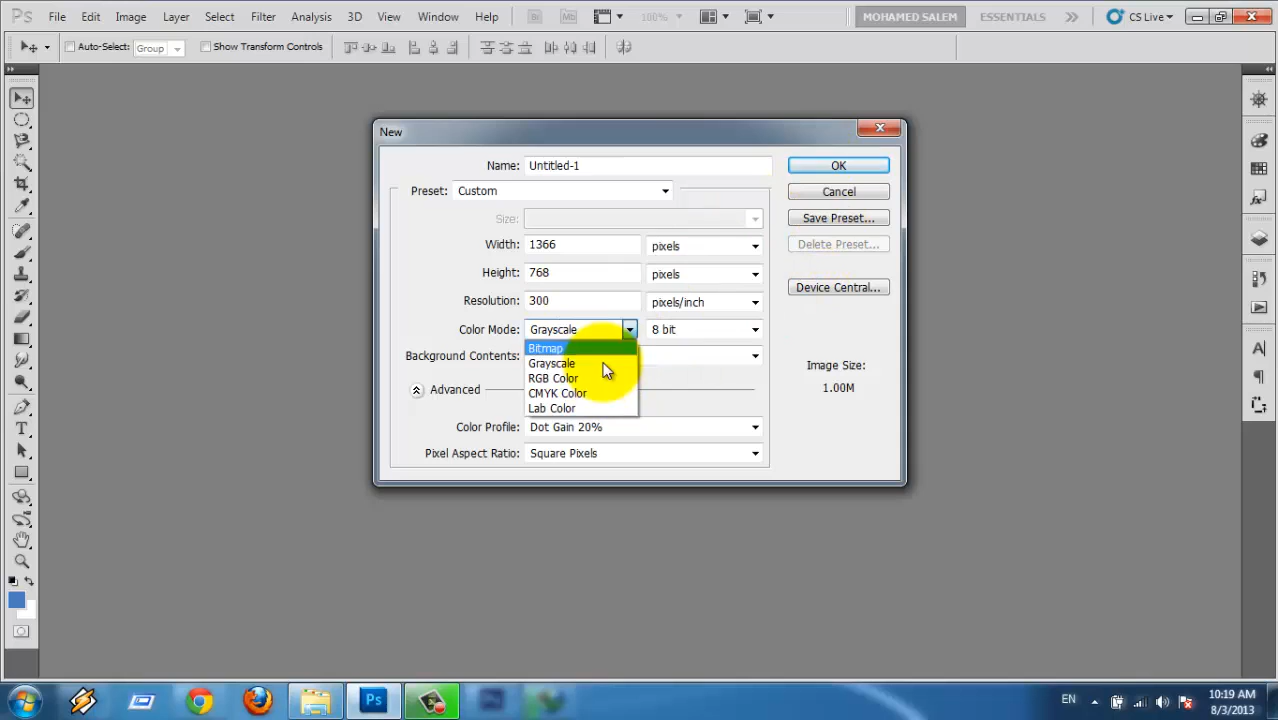 Ps File Edit Image Layer Select Filter Analysis 3D View Window Help Br Mb 100% MOHAMED SALEM ESSENTIALS CS Live
Auto-Select: Group Show Transform Controls
New
Name: Untitled-1 OK
Preset: Custom Cancel
Size: Save Preset...
Width: 1366 pixels Delete Preset...
Height: 768 pixels
Device Central...
Resolution: 300 pixels/inch
Color Mode: Grayscale 8 bit
Bitmap
Background Contents:
Grayscale
Image Size:
RGB Color
1.00M
CMYK Color
Advanced
Lab Color
Color Profile: Dot Gain 20%
Pixel Aspect Ratio: Square Pixels
Ps EN 10:19 AM
8/3/2013